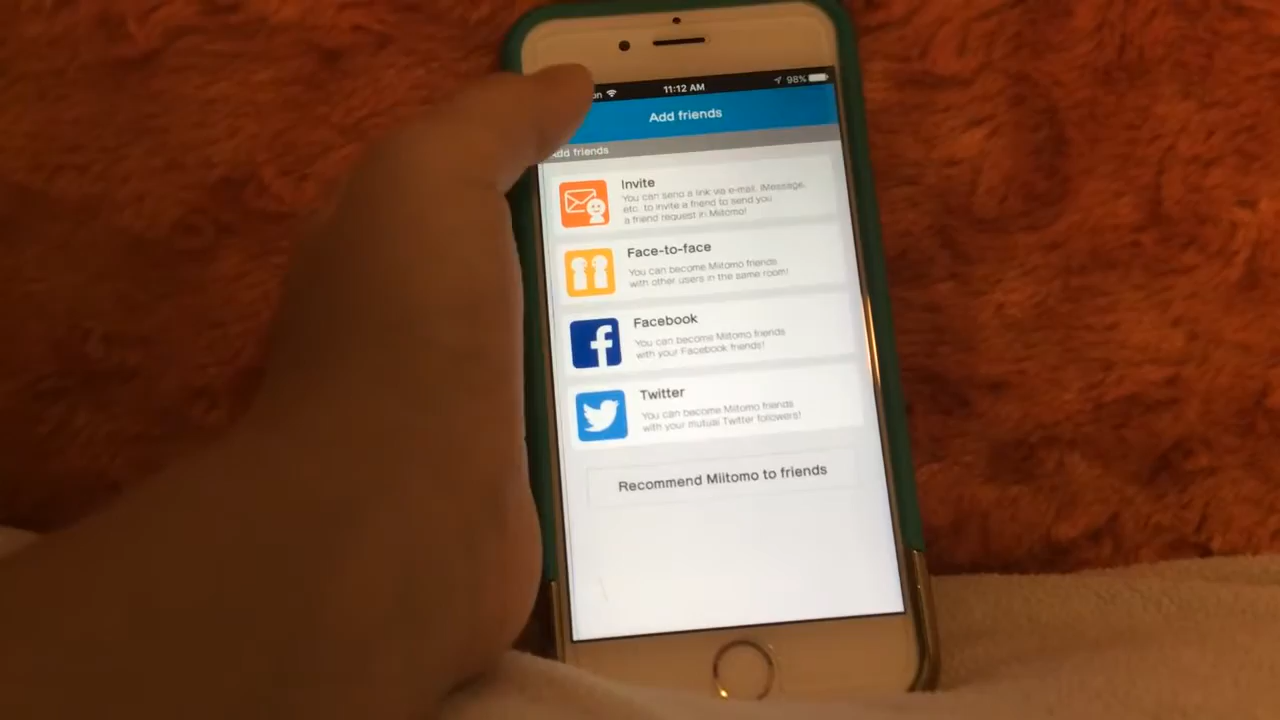 on 11:12 AM 98%
Add friends
Add friends
Invite
You can send a link via e-mail, iMessage,
etc. to invite a friend to send you
a friend request in Miitomo!
Face-to-face
You can become Miitomo friends
with other users in the same room!
Facebook
You can become Miitomo friends
with your Facebook friends!
Twitter
You can become Miitomo friends
with your mutual Twitter followers!
Recommend Miitomo to friends